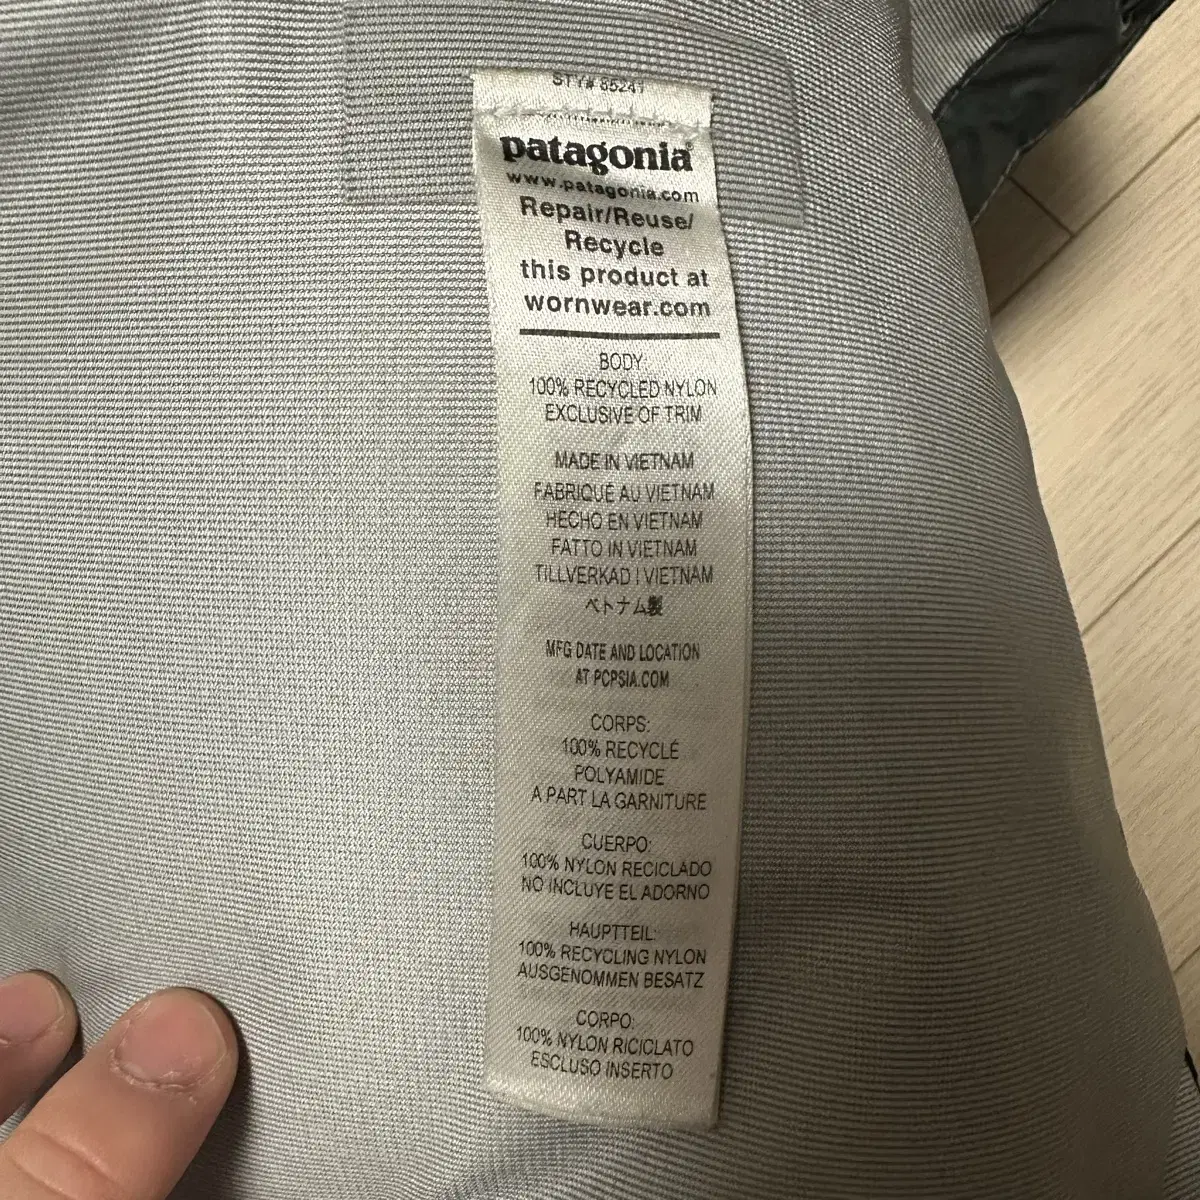 STY# 85241
patagonia®
www.patagonia.com
Repair/Reuse/
Recycle
this product at
wornwear.com
BODY:
100% RECYCLED NYLON
EXCLUSIVE OF TRIM
MADE IN VIETNAM
FABRIQUÉ AU VIETNAM
HECHO EN VIETNAM
FATTO IN VIETNAM
TILLVERKAD I VIETNAM
ベトナム製
MFG DATE AND LOCATION
AT PCPSIA.COM
CORPS:
100% RECYCLÉ
POLYAMIDE
A PART LA GARNITURE
CUERPO:
100% NYLON RECICLADO
NO INCLUYE EL ADORNO
HAUPTTEIL:
100% RECYCLING NYLON
AUSGENOMMEN BESATZ
CORPO:
100% NYLON RICICLATO
ESCLUSO INSERTO